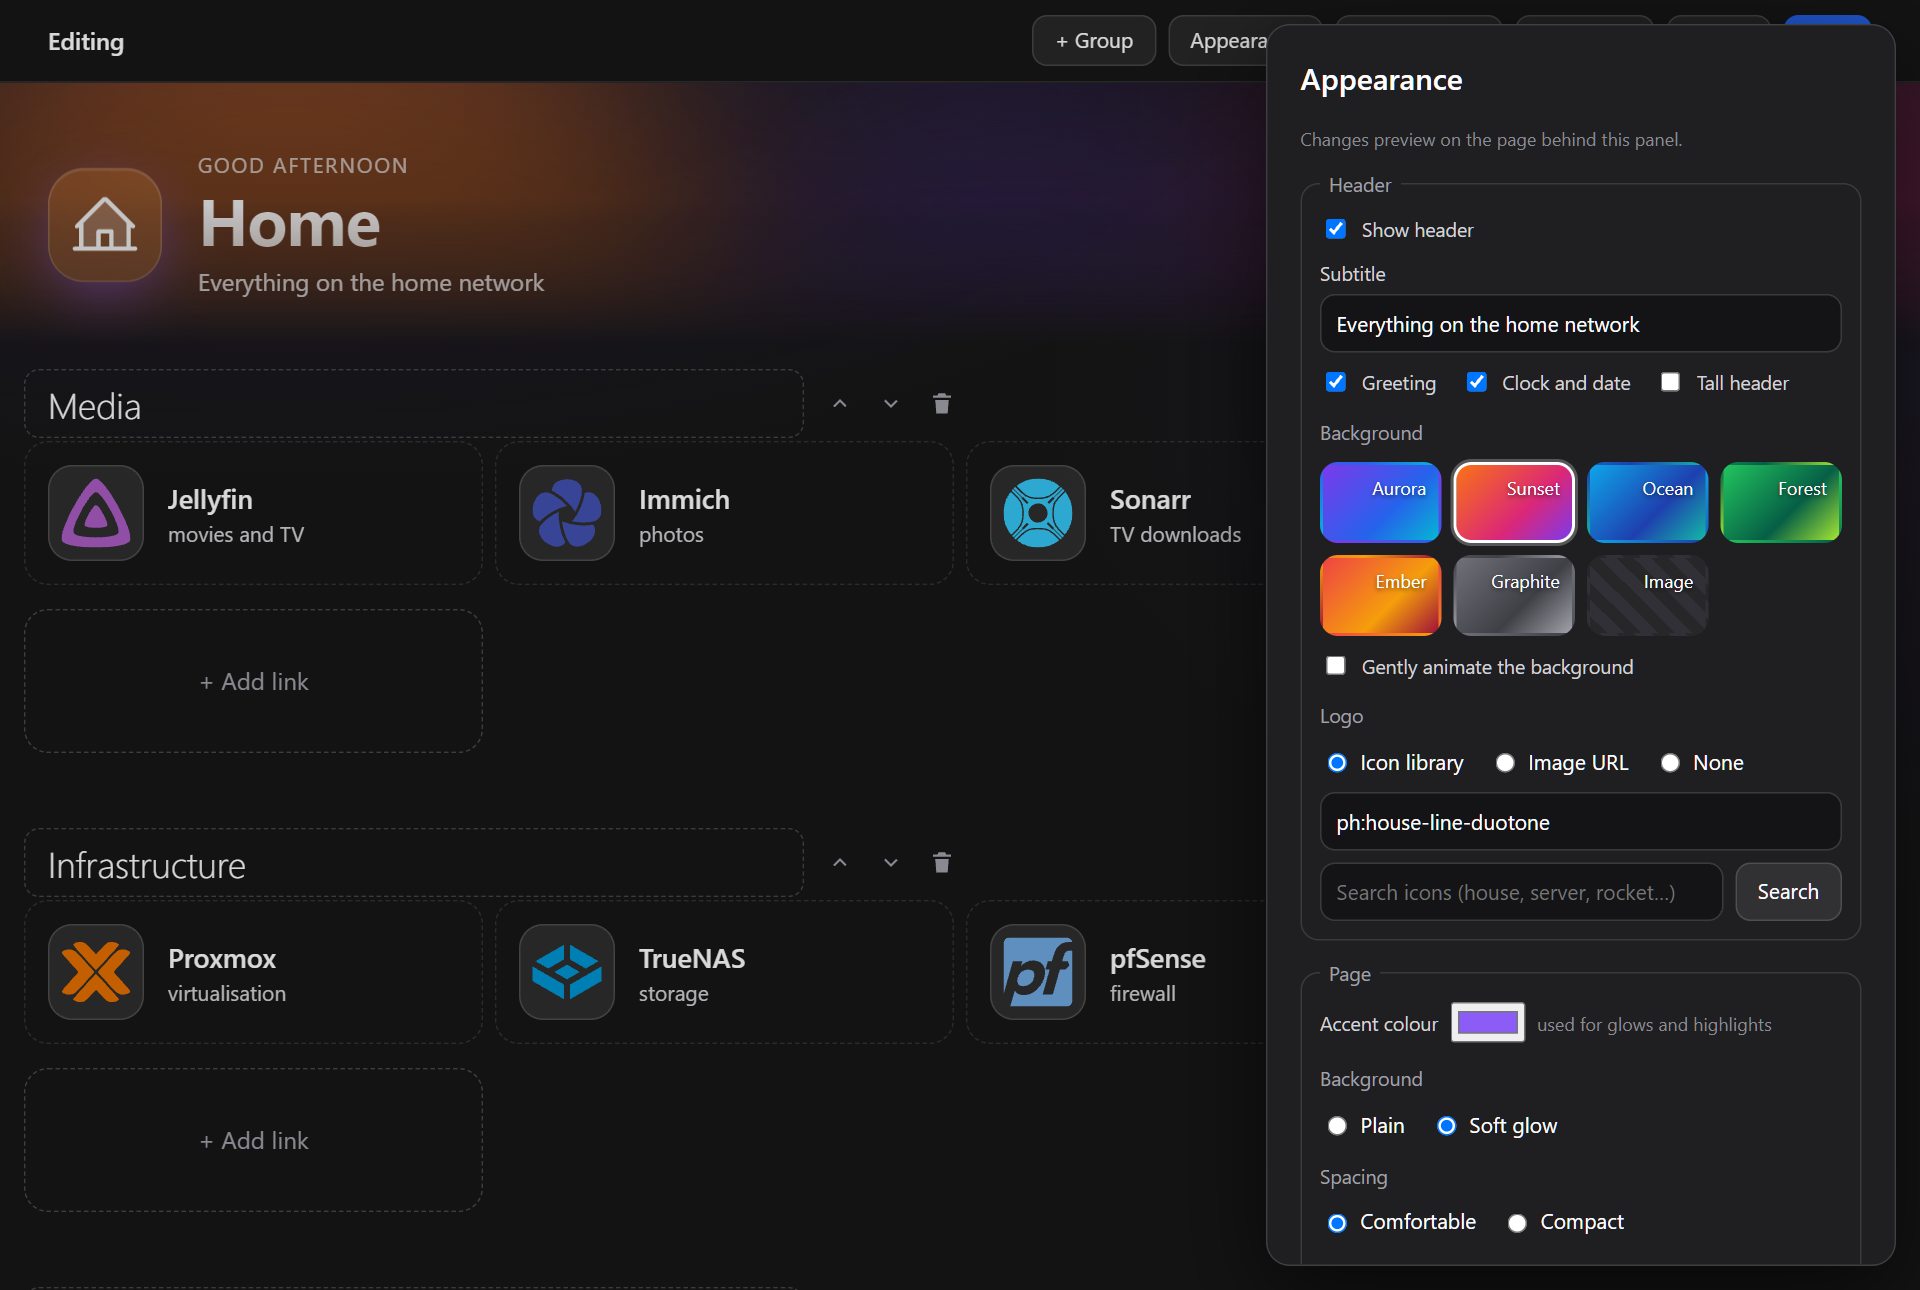 Editing
+ Group
Appeara
GOOD AFTERNOON
Home
Everything on the home network
Media
Jellyfin
movies and TV
Immich
photos
Sonarr
TV downloads
+ Add link
Infrastructure
Proxmox
virtualisation
TrueNAS
storage
pf
pfSense
firewall
+ Add link
Appearance
Changes preview on the page behind this panel.
Header
Show header
Subtitle
Everything on the home network
Greeting
Clock and date
Tall header
Background
Aurora
Sunset
Ocean
Forest
Ember
Graphite
Image
Gently animate the background
Logo
Icon library
Image URL
None
ph:house-line-duotone
Search icons (house, server, rocket...)
Search
Page
Accent colour
used for glows and highlights
Background
Plain
Soft glow
Spacing
Comfortable
Compact